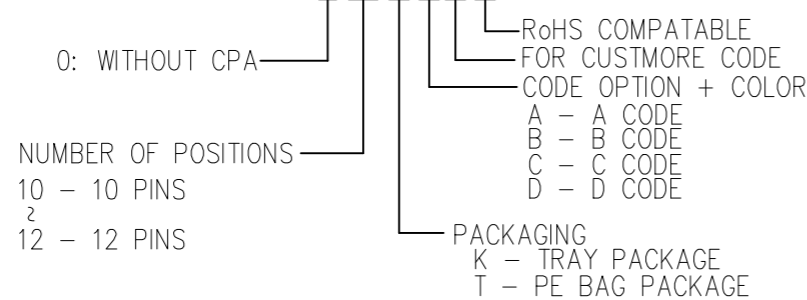 RoHS COMPATABLE
0: WITHOUT CPA
FOR CUSTMORE CODE
CODE OPTION + COLOR
A – A CODE
B – B CODE
C – C CODE
D – D CODE
NUMBER OF POSITIONS
10 – 10 PINS
~
12 – 12 PINS
PACKAGING
K – TRAY PACKAGE
T – PE BAG PACKAGE